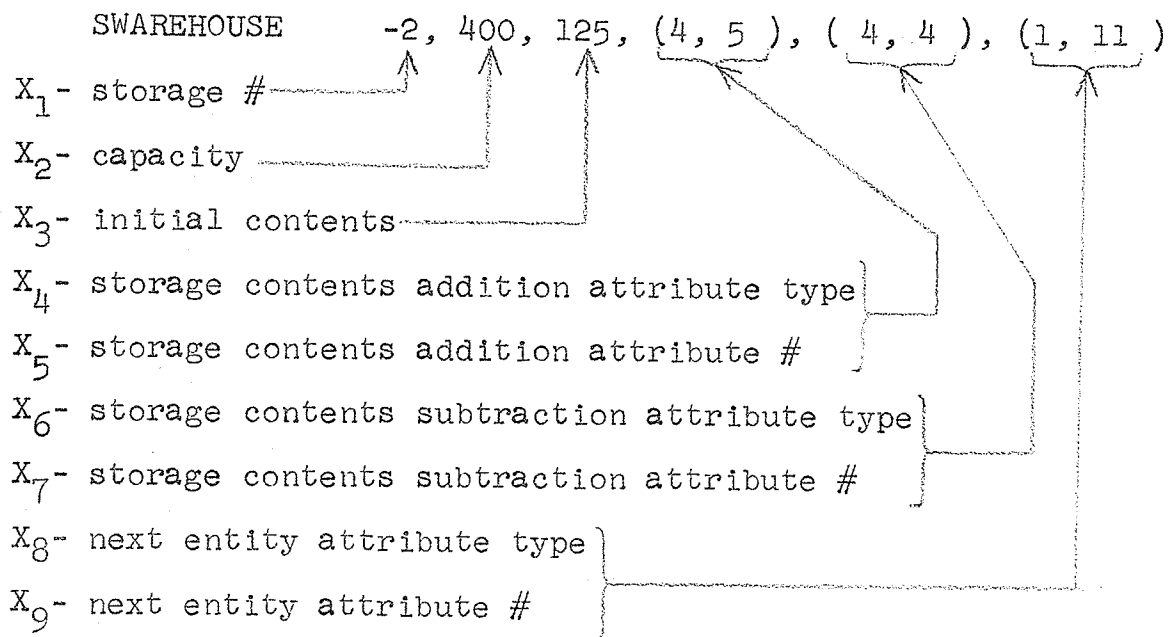 SWAREHOUSE -2, 400, 125, (4, 5), ( 4, 4 ), (1, 11 )
X1- storage #
X2- capacity
X3- initial contents
X4- storage contents addition attribute type
X5- storage contents addition attribute #
X6- storage contents subtraction attribute type
X7- storage contents subtraction attribute #
X8- next entity attribute type
X9- next entity attribute #